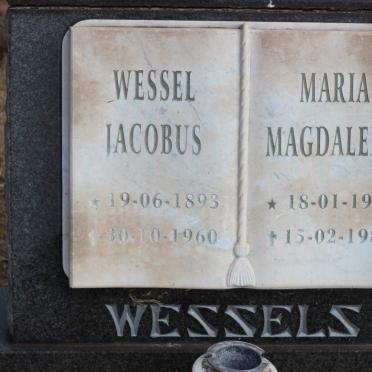 WESSEL
JACOBUS
★ 19-06-1893
✝ 30-10-1960
MARIA
MAGDALE
★ 18-01-19
✝ 15-02-19
WESSELS